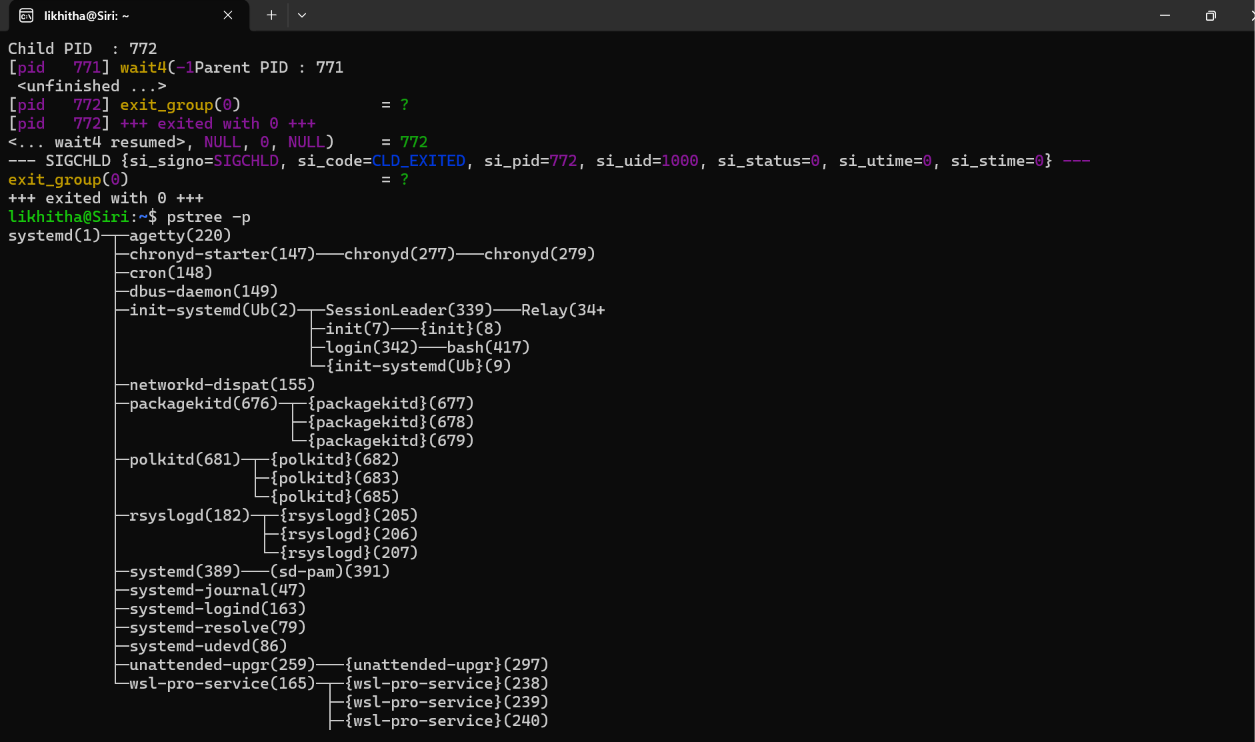 likhitha@Siri: ~
Child PID  : 772
[pid   771] wait4(-1Parent PID : 771
 <unfinished ...>
[pid   772] exit_group(0)               = ?
[pid   772] +++ exited with 0 +++
<... wait4 resumed>, NULL, 0, NULL)     = 772
--- SIGCHLD {si_signo=SIGCHLD, si_code=CLD_EXITED, si_pid=772, si_uid=1000, si_status=0, si_utime=0, si_stime=0} ---
exit_group(0)                           = ?
+++ exited with 0 +++
likhitha@Siri:~$ pstree -p
systemd(1)─┬─agetty(220)
           ├─chronyd-starter(147)───chronyd(277)───chronyd(279)
           ├─cron(148)
           ├─dbus-daemon(149)
           ├─init-systemd(Ub(2)─┬─SessionLeader(339)───Relay(34+
           │                    ├─init(7)───{init}(8)
           │                    ├─login(342)───bash(417)
           │                    └─{init-systemd(Ub}(9)
           ├─networkd-dispat(155)
           ├─packagekitd(676)─┬─{packagekitd}(677)
           │                  ├─{packagekitd}(678)
           │                  └─{packagekitd}(679)
           ├─polkitd(681)─┬─{polkitd}(682)
           │              ├─{polkitd}(683)
           │              └─{polkitd}(685)
           ├─rsyslogd(182)─┬─{rsyslogd}(205)
           │               ├─{rsyslogd}(206)
           │               └─{rsyslogd}(207)
           ├─systemd(389)───(sd-pam)(391)
           ├─systemd-journal(47)
           ├─systemd-logind(163)
           ├─systemd-resolve(79)
           ├─systemd-udevd(86)
           ├─unattended-upgr(259)───{unattended-upgr}(297)
           └─wsl-pro-service(165)─┬─{wsl-pro-service}(238)
                                  ├─{wsl-pro-service}(239)
                                  ├─{wsl-pro-service}(240)